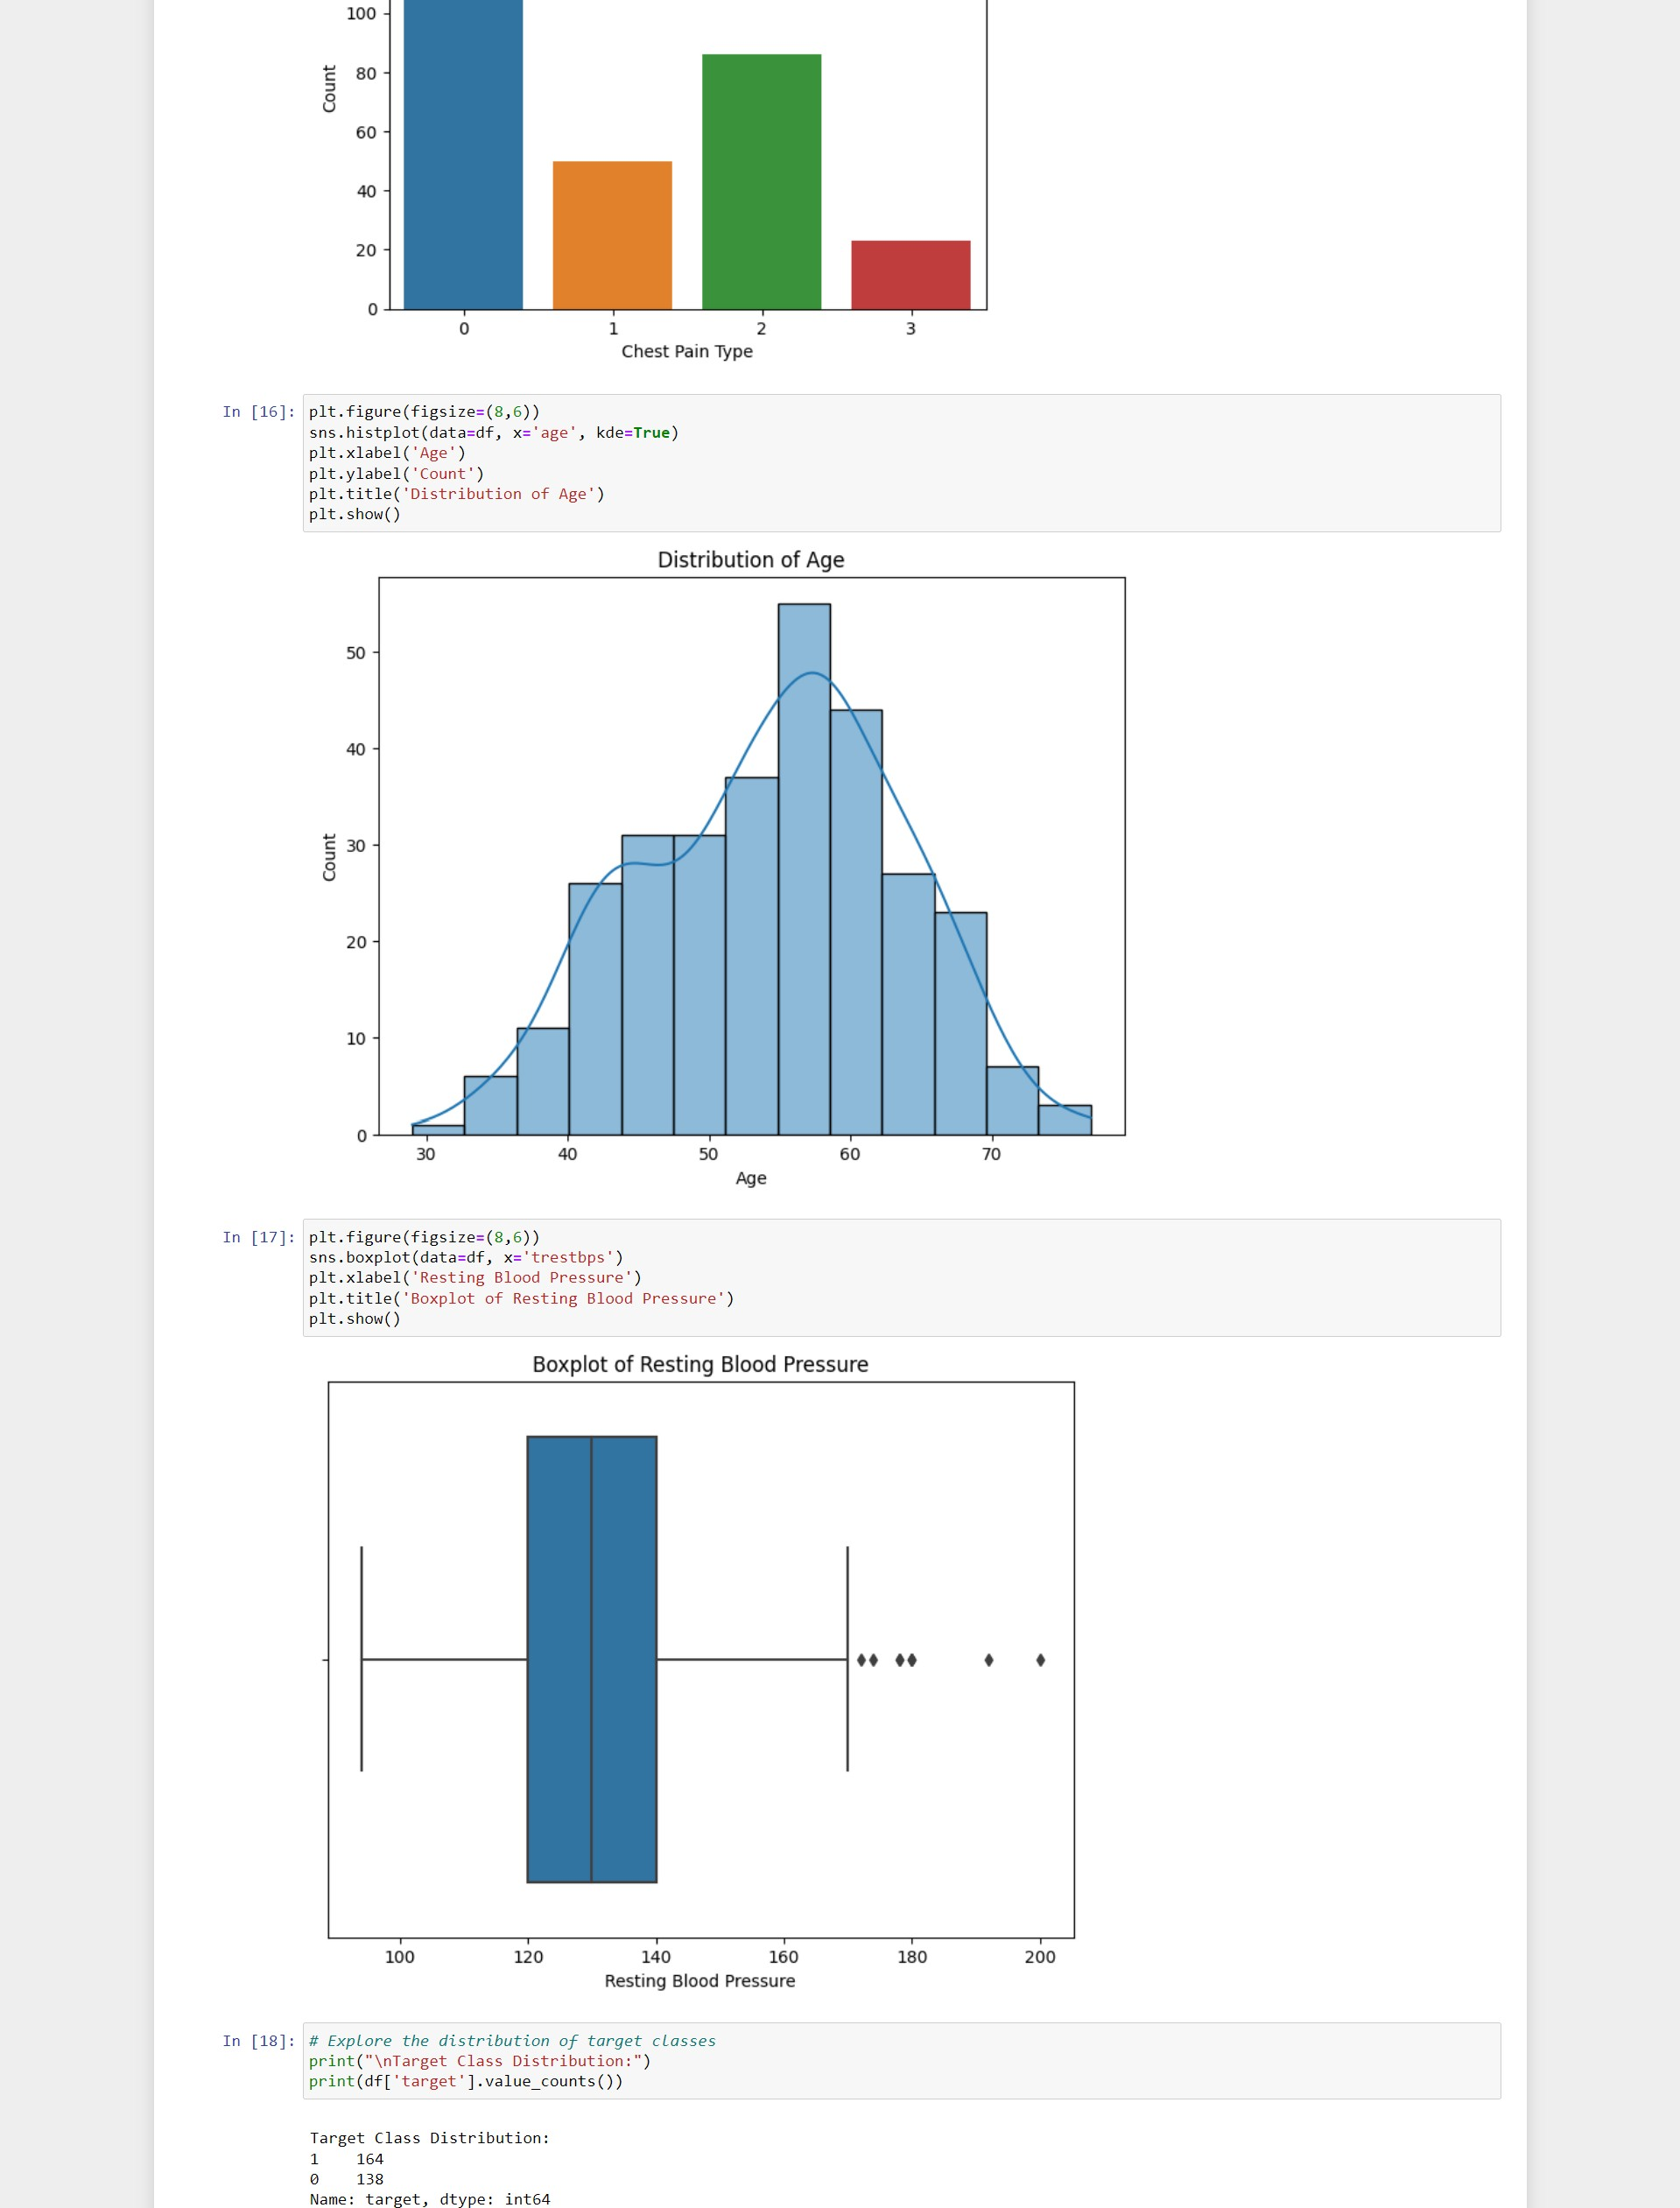 100
80
60
40
20
0
Count
0 1 2 3
Chest Pain Type
In [16]: plt.figure(figsize=(8,6))
sns.histplot(data=df, x='age', kde=True)
plt.xlabel('Age')
plt.ylabel('Count')
plt.title('Distribution of Age')
plt.show()
Distribution of Age
50
40
30
20
10
0
Count
30 40 50 60 70
Age
In [17]: plt.figure(figsize=(8,6))
sns.boxplot(data=df, x='trestbps')
plt.xlabel('Resting Blood Pressure')
plt.title('Boxplot of Resting Blood Pressure')
plt.show()
Boxplot of Resting Blood Pressure
100 120 140 160 180 200
Resting Blood Pressure
In [18]: # Explore the distribution of target classes
print("\nTarget Class Distribution:")
print(df['target'].value_counts())
Target Class Distribution:
1    164
0    138
Name: target, dtype: int64